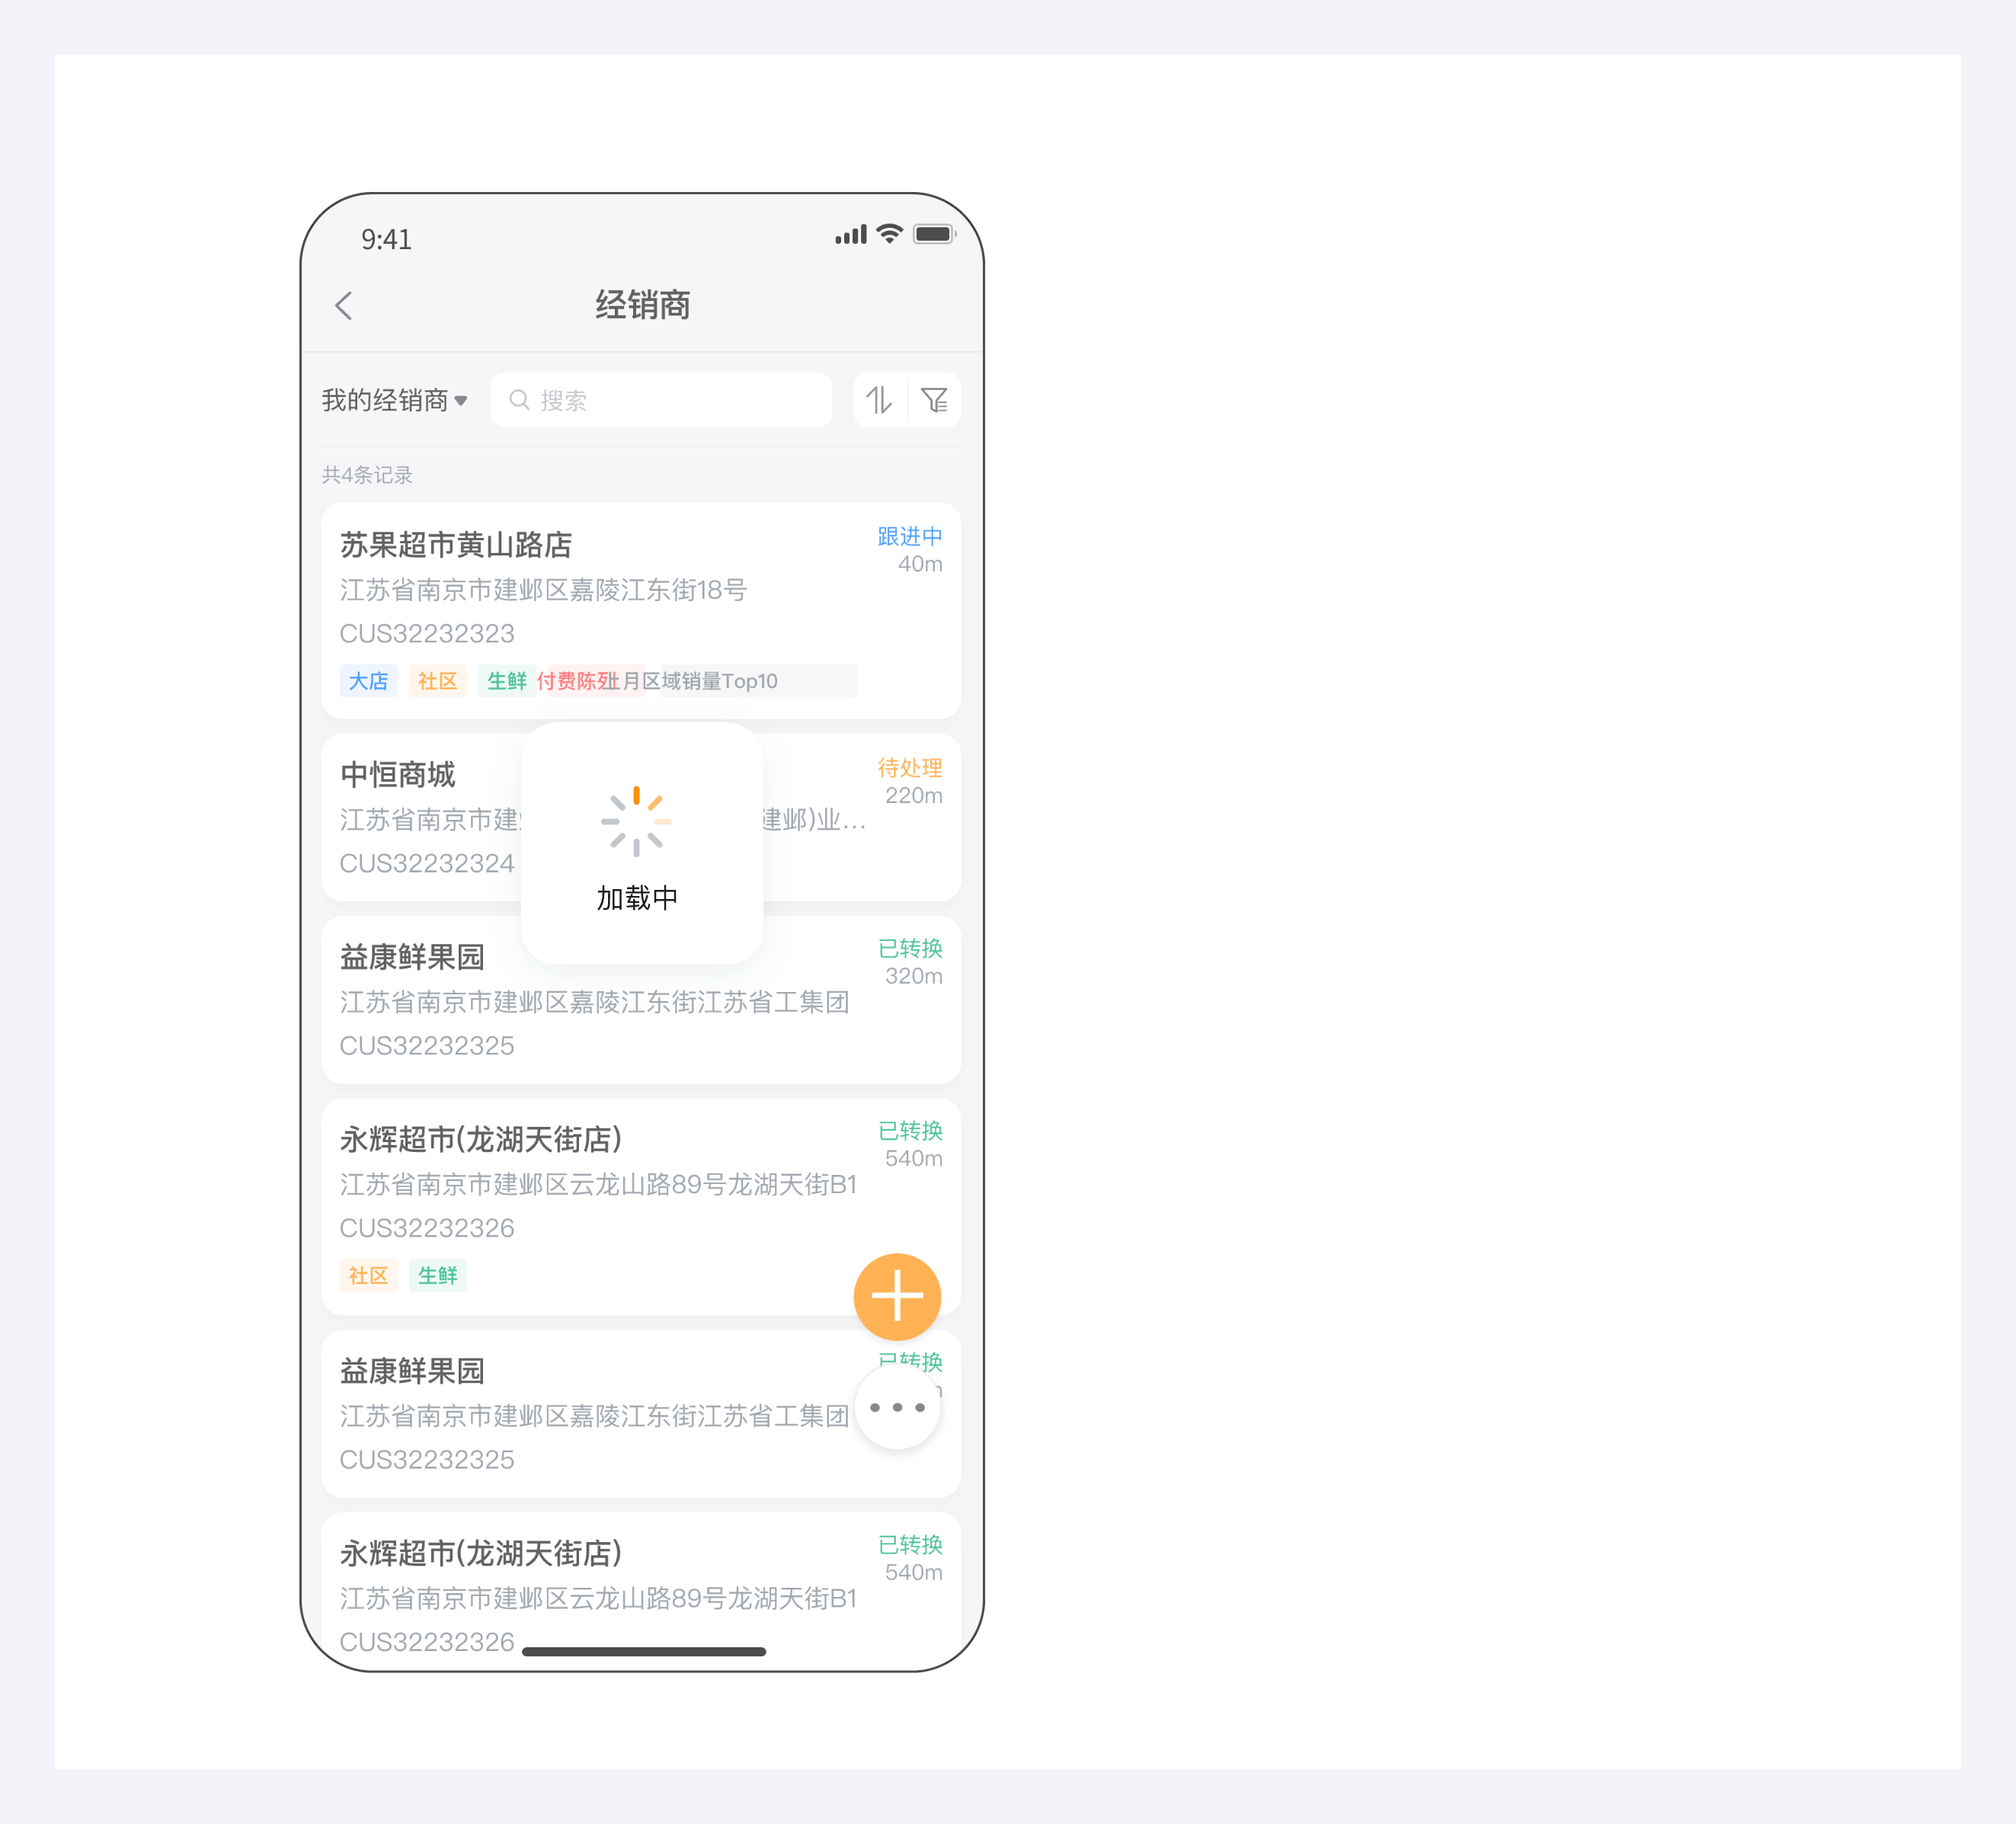 9:41
经销商
我的经销商
搜索
共4条记录
苏果超市黄山路店
跟进中
40m
江苏省南京市建邺区嘉陵江东街18号
CUS32232323
大店 社区 生鲜 付费陈列 月区域销量Top10
中恒商城
待处理
220m
江苏省南京市建 建邺)业...
CUS32232324
加载中
益康鲜果园
已转换
320m
江苏省南京市建邺区嘉陵江东街江苏省工集团
CUS32232325
永辉超市(龙湖天街店)
已转换
540m
江苏省南京市建邺区云龙山路89号龙湖天街B1
CUS32232326
社区 生鲜
益康鲜果园
已转换
江苏省南京市建邺区嘉陵江东街江苏省工集团
CUS32232325
永辉超市(龙湖天街店)
已转换
540m
江苏省南京市建邺区云龙山路89号龙湖天街B1
CUS32232326